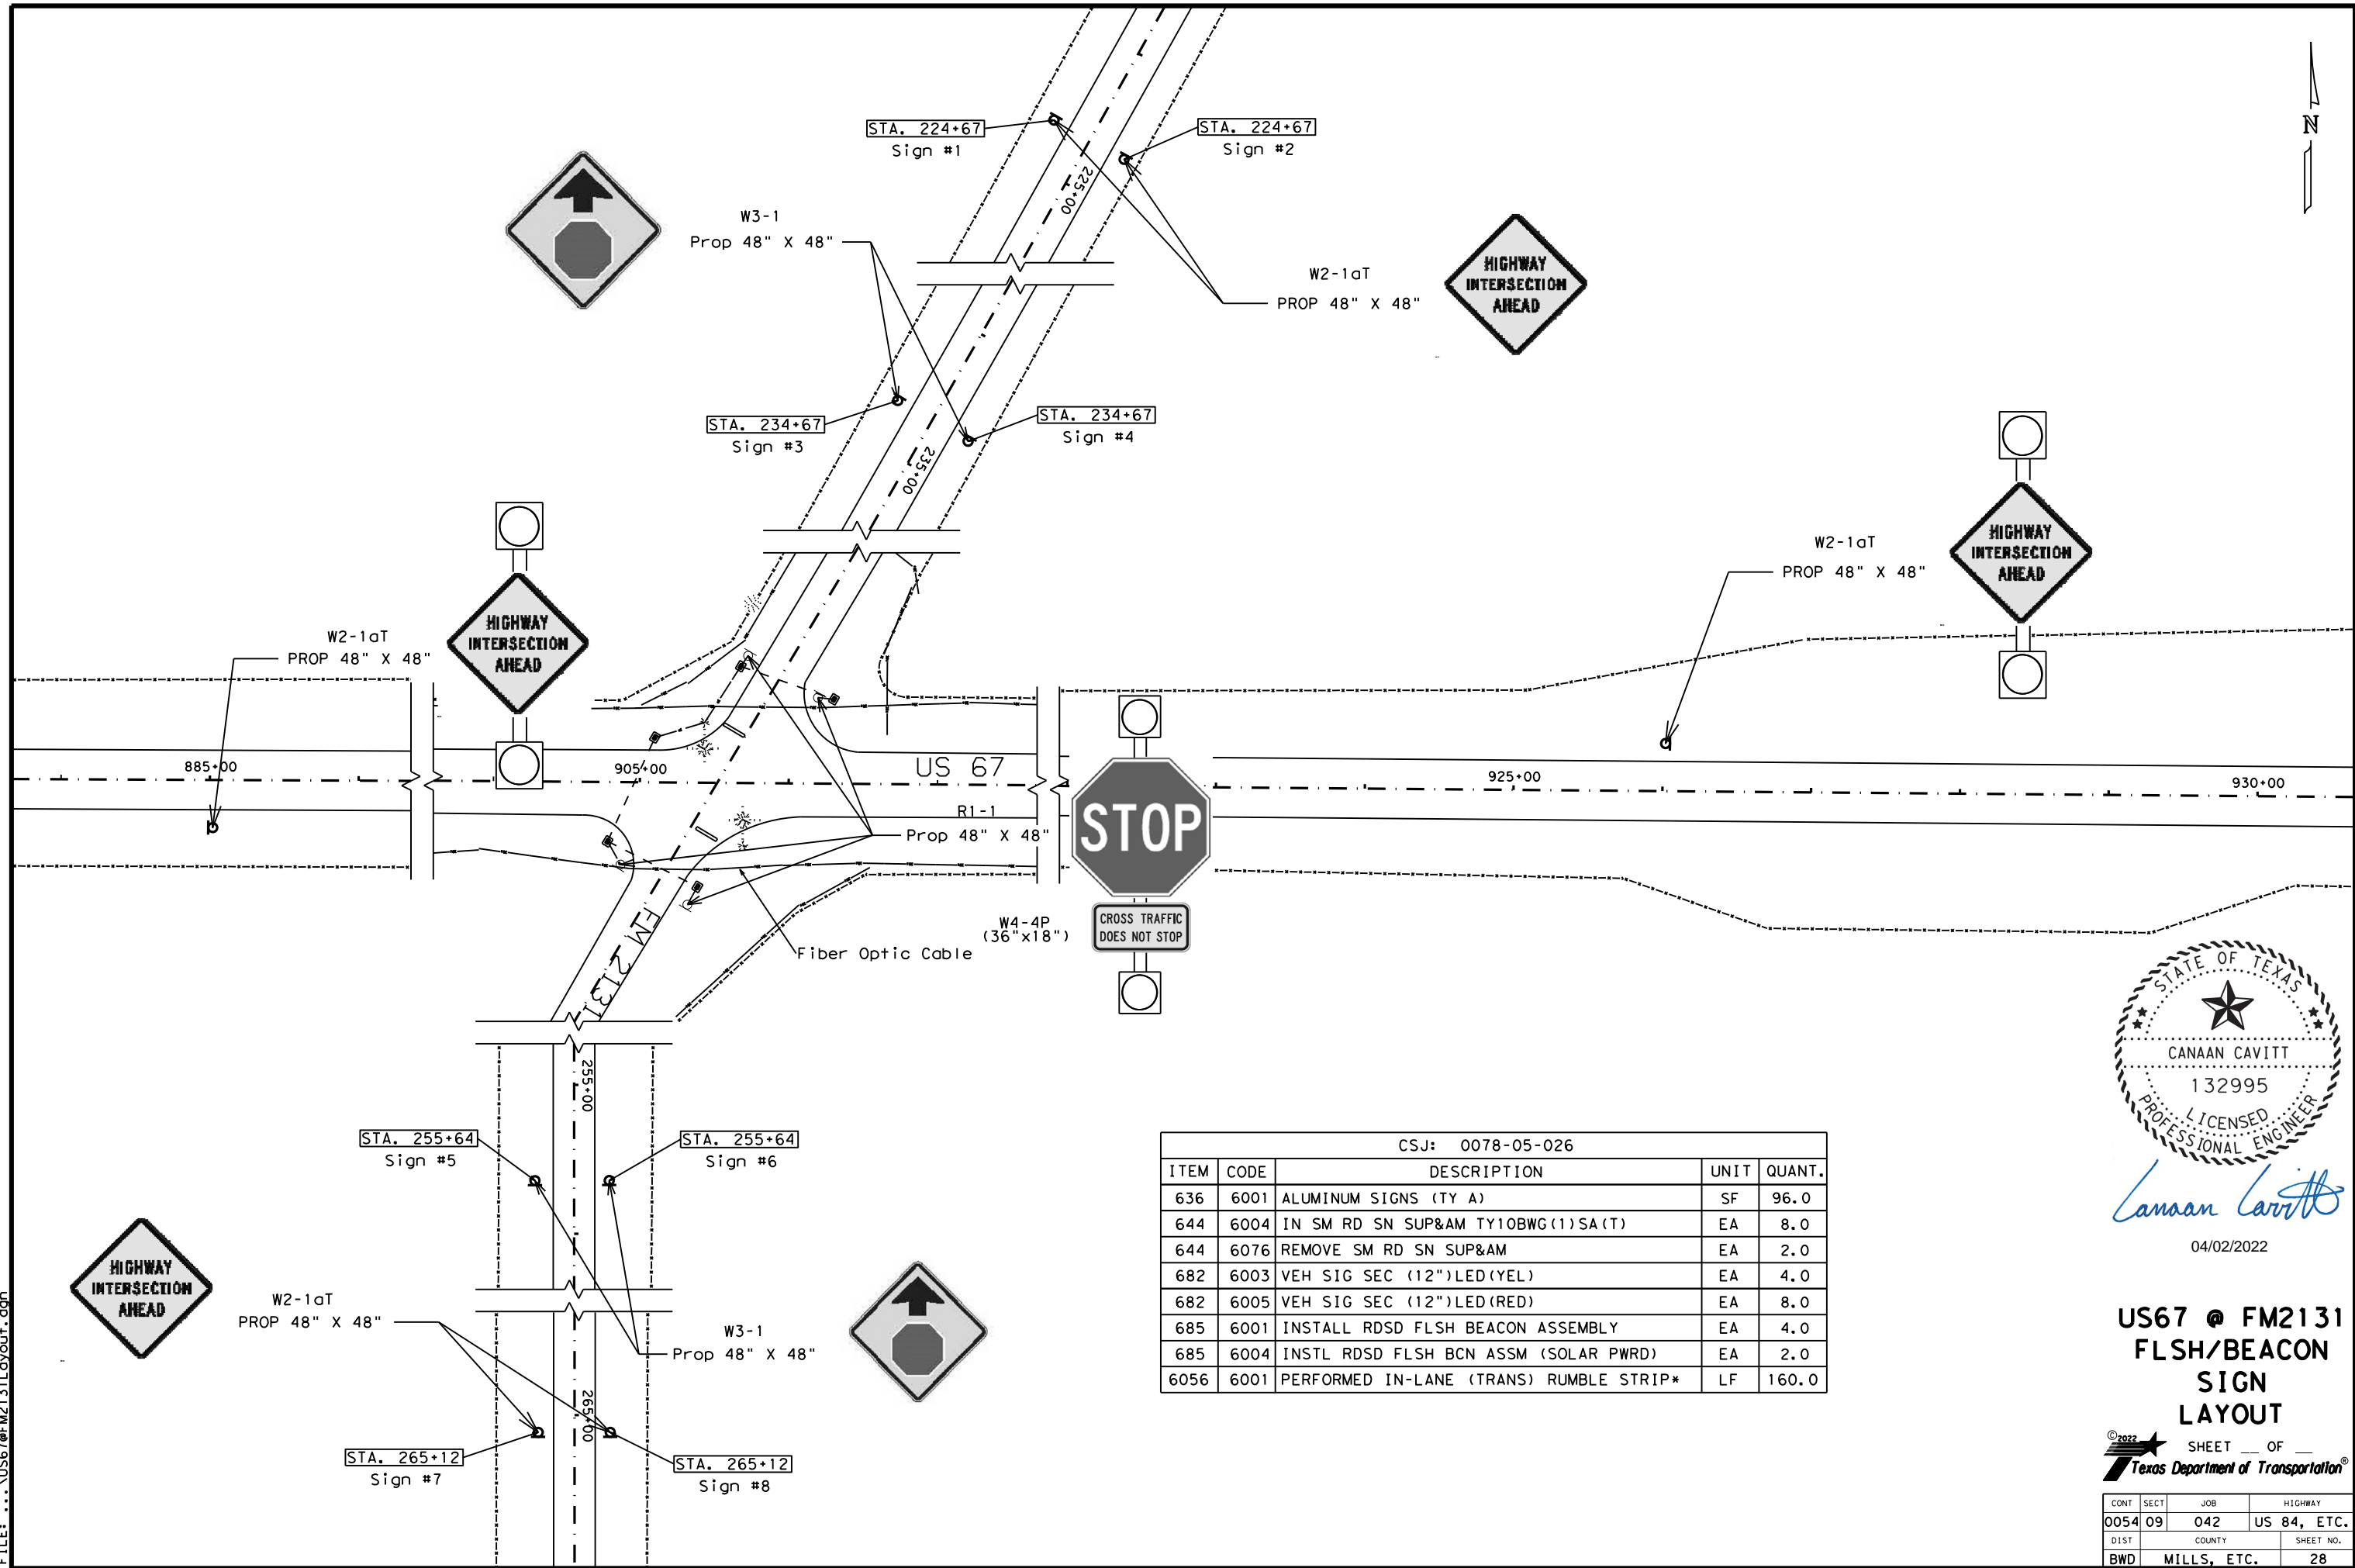 STA. 224+67
Sign #1
STA. 224+67
Sign #2
N
225+00
W3-1
Prop 48" X 48"
W2-1aT
PROP 48" X 48"
HIGHWAY
INTERSECTION
AHEAD
STA. 234+67
Sign #3
STA. 234+67
Sign #4
235+00
W2-1aT
PROP 48" X 48"
HIGHWAY
INTERSECTION
AHEAD
W2-1aT
PROP 48" X 48"
HIGHWAY
INTERSECTION
AHEAD
885+00
905+00
US 67
925+00
930+00
R1-1
Prop 48" X 48"
STOP
W4-4P
(36"x18")
CROSS TRAFFIC
DOES NOT STOP
FM 2131
Fiber Optic Cable
255+00
STA. 255+64
Sign #5
STA. 255+64
Sign #6
HIGHWAY
INTERSECTION
AHEAD
W2-1aT
PROP 48" X 48"
W3-1
Prop 48" X 48"
265+00
STA. 265+12
Sign #7
STA. 265+12
Sign #8
CSJ: 0078-05-026
ITEM CODE DESCRIPTION UNIT QUANT.
636 6001 ALUMINUM SIGNS (TY A) SF 96.0
644 6004 IN SM RD SN SUP&AM TY10BWG(1)SA(T) EA 8.0
644 6076 REMOVE SM RD SN SUP&AM EA 2.0
682 6003 VEH SIG SEC (12")LED(YEL) EA 4.0
682 6005 VEH SIG SEC (12")LED(RED) EA 8.0
685 6001 INSTALL RDSD FLSH BEACON ASSEMBLY EA 4.0
685 6004 INSTL RDSD FLSH BCN ASSM (SOLAR PWRD) EA 2.0
6056 6001 PERFORMED IN-LANE (TRANS) RUMBLE STRIP* LF 160.0
STATE OF TEXAS
CANAAN CAVITT
132995
LICENSED
PROFESSIONAL ENGINEER
Canaan Cavitt
04/02/2022
US67 @ FM2131
FLSH/BEACON
SIGN
LAYOUT
©2022
SHEET __ OF __
Texas Department of Transportation®
CONT SECT JOB HIGHWAY
0054 09 042 US 84, ETC.
DIST COUNTY SHEET NO.
BWD MILLS, ETC. 28
FILE: ...\US67@FM2131Layout.dgn